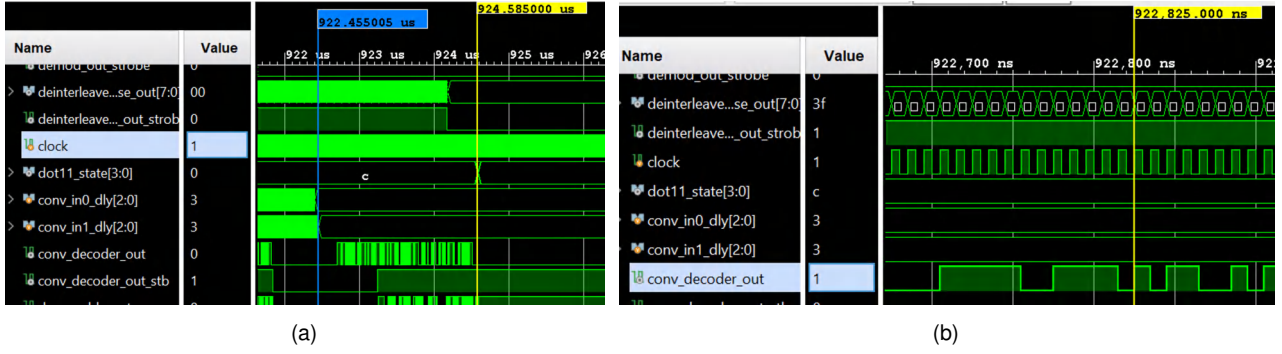 922.455005 us
924.585000 us
Name
Value
922 us
923 us
924 us
925 us
926
demod_out_strobe
0
deinterleave...se_out[7:0]
00
deinterleave..._out_strob
0
clock
1
dot11_state[3:0]
0
c
conv_in0_dly[2:0]
3
conv_in1_dly[2:0]
3
conv_decoder_out
0
conv_decoder_out_stb
1
(a)
922,825.000 ns
Name
Value
922,700 ns
922,800 ns
demod_out_strobe
0
deinterleave...se_out[7:0]
3f
deinterleave..._out_strob
1
clock
1
dot11_state[3:0]
c
conv_in0_dly[2:0]
3
conv_in1_dly[2:0]
3
conv_decoder_out
1
(b)